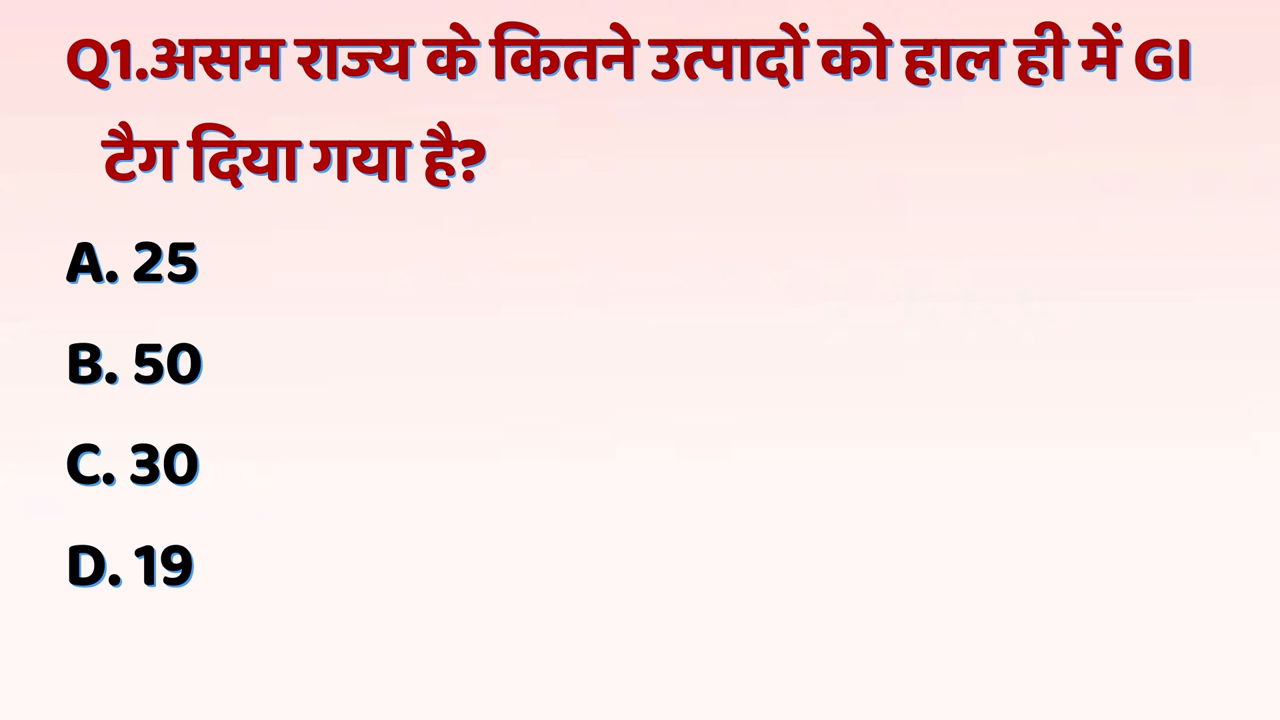 Q1.असम राज्य के कितने उत्पादों को हाल ही में GI
टैग दिया गया है?
A. 25
B. 50
C. 30
D. 19